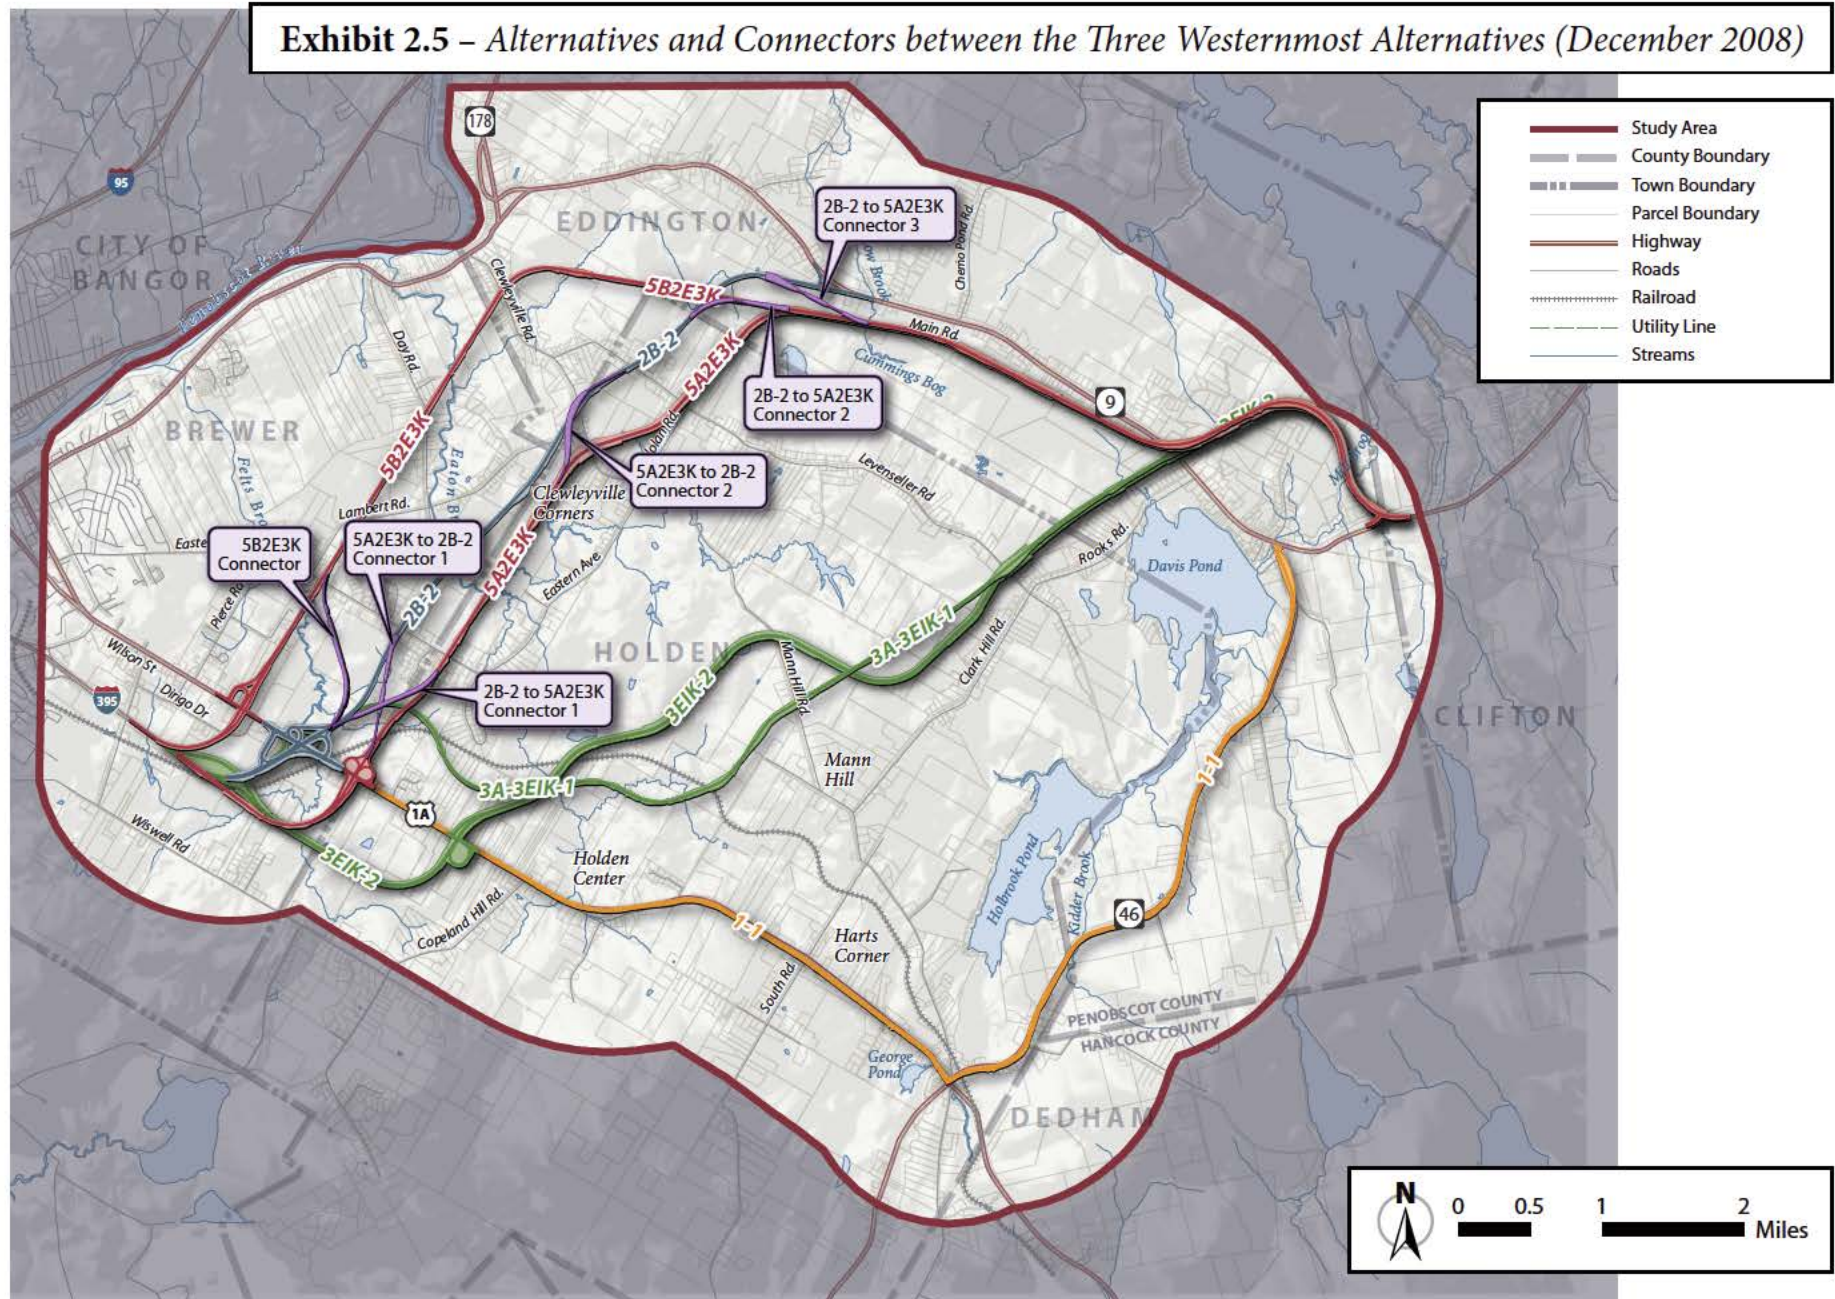 Exhibit 2.5 – Alternatives and Connectors between the Three Westernmost Alternatives (December 2008)
Study Area
County Boundary
Town Boundary
Parcel Boundary
Highway
Roads
Railroad
Utility Line
Streams
178
95
CITY OF
BANGOR
EDDINGTON
2B-2 to 5A2E3K
Connector 3
Chemo Pond Rd.
Brook
Clewleyville Rd.
5B2E3K
Main Rd.
2B-2
5A2E3K
Day Rd.
Cummings Bog
2B-2 to 5A2E3K
Connector 2
9
BREWER
5B2E3K
Felts
Eaton
5A2E3K to 2B-2
Connector 2
Levenseller Rd
Clewleyville
Corners
Lambert Rd.
5B2E3K
Connector
5A2E3K to 2B-2
Connector 1
5A2E3K
Eastern Ave
Rooks Rd.
Davis Pond
Pierce
2B-2
HOLDEN
3A-3EIK-1
Clark Hill Rd.
Mann Hill Rd.
3EIK-2
Wilson St
Dirigo Dr
395
2B-2 to 5A2E3K
Connector 1
CLIFTON
Mann
Hill
3A-3EIK-1
1-1
1A
Wiswell Rd
3EIK-2
Holden
Center
Holbrook Pond
Kidder Brook
46
Copeland Hill Rd.
1-1
Harts
Corner
South Rd.
PENOBSCOT COUNTY
HANCOCK COUNTY
George
Pond
DEDHAM
N
0 0.5 1 2
Miles